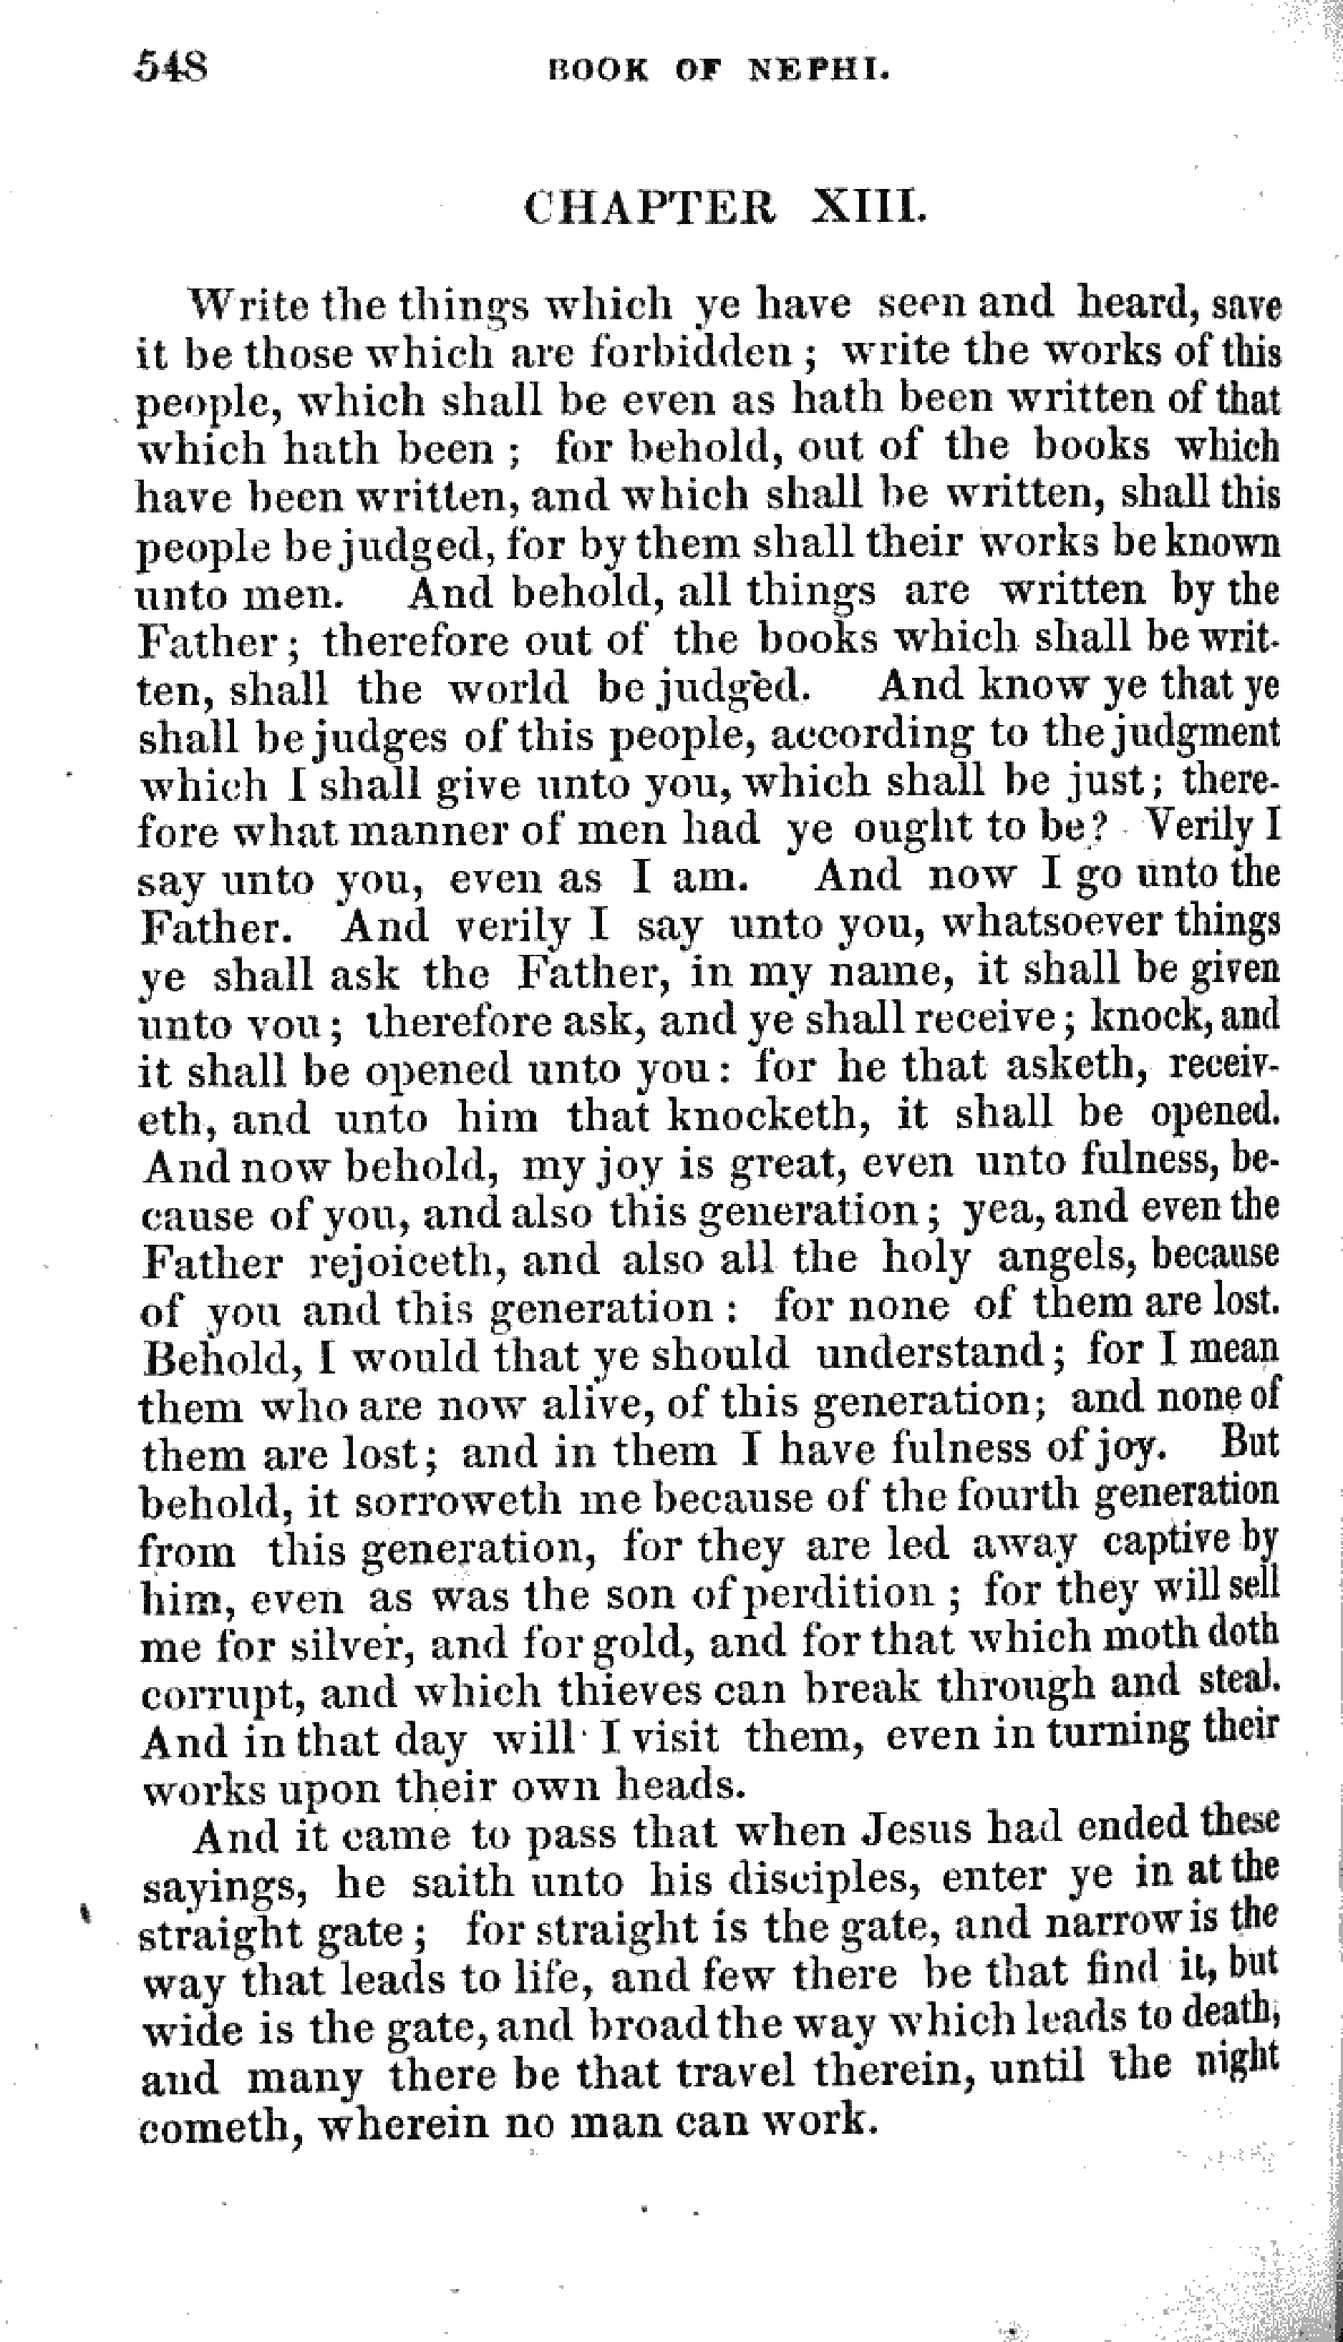 548 BOOK OF NEPHI.
CHAPTER XIII.
Write the things which ye have seen and heard, save
it be those which are forbidden ; write the works of this
people, which shall be even as hath been written of that
which hath been ; for behold, out of the books which
have been written, and which shall be written, shall this
people be judged, for by them shall their works be known
unto men. And behold, all things are written by the
Father; therefore out of the books which shall be writ-
ten, shall the world be judged. And know ye that ye
shall be judges of this people, according to the judgment
which I shall give unto you, which shall be just; there-
fore what manner of men had ye ought to be? Verily I
say unto you, even as I am. And now I go unto the
Father. And verily I say unto you, whatsoever things
ye shall ask the Father, in my name, it shall be given
unto you; therefore ask, and ye shall receive; knock, and
it shall be opened unto you: for he that asketh, receiv-
eth, and unto him that knocketh, it shall be opened.
And now behold, my joy is great, even unto fulness, be-
cause of you, and also this generation; yea, and even the
Father rejoiceth, and also all the holy angels, because
of you and this generation: for none of them are lost.
Behold, I would that ye should understand; for I mean
them who are now alive, of this generation; and none of
them are lost; and in them I have fulness of joy. But
behold, it sorroweth me because of the fourth generation
from this generation, for they are led away captive by
him, even as was the son of perdition ; for they will sell
me for silver, and for gold, and for that which moth doth
corrupt, and which thieves can break through and steal.
And in that day will I visit them, even in turning their
works upon their own heads.
And it came to pass that when Jesus had ended these
sayings, he saith unto his disciples, enter ye in at the
straight gate; for straight is the gate, and narrow is the
way that leads to life, and few there be that find it, but
wide is the gate, and broad the way which leads to death,
and many there be that travel therein, until the night
cometh, wherein no man can work.